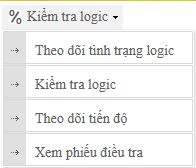 % Kiểm tra logic
Theo dõi tình trạng logic
Kiểm tra logic
Theo dõi tiến độ
Xem phiếu điều tra